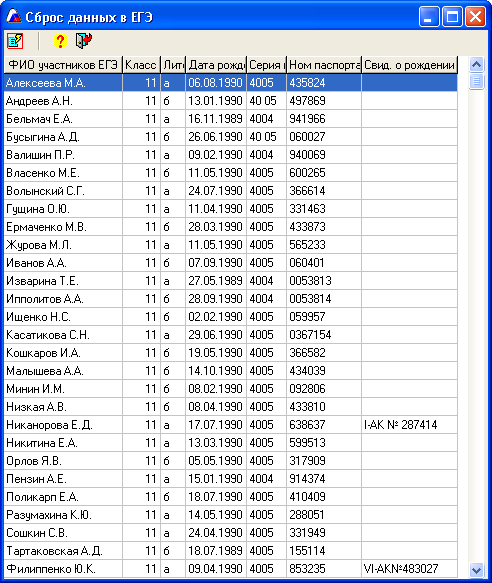 Сброс данных в ЕГЭ
ФИО участников ЕГЭ Класс Лите Дата рожде Серия п Ном паспорта Свид. о рождении
Алексеева М.А. 11 а 06.08.1990 4005 435824
Андреев А.Н. 11 б 13.01.1990 40 05 497869
Бельмач Е.А. 11 а 16.11.1989 4004 941966
Бусыгина А.Д. 11 б 26.06.1990 40 05 060027
Валишин П.Р. 11 а 09.02.1990 4004 940069
Власенко М.Е. 11 б 11.05.1990 4005 600265
Волынский С.Г. 11 а 24.07.1990 4005 366614
Гущина О.Ю. 11 а 11.04.1990 4005 331463
Ермаченко М.В. 11 б 28.03.1990 4005 433873
Журова М.Л. 11 а 11.05.1990 4005 565233
Иванов А.А. 11 б 07.09.1990 4005 060401
Изварина Т.Е. 11 а 27.05.1989 4004 0053813
Ипполитов А.А. 11 б 28.09.1990 4004 0053814
Ищенко Н.С. 11 б 02.02.1990 4005 059957
Касатикова С.Н. 11 а 29.06.1990 4005 0367154
Кошкаров И.А. 11 б 19.05.1990 4005 366582
Малышева А.А. 11 б 14.10.1990 4005 434039
Минин И.М. 11 б 08.02.1990 4005 092806
Низкая А.В. 11 б 08.04.1990 4005 433810
Никанорова Е.Д. 11 а 17.07.1990 4005 638637 I-АК № 287414
Никитина Е.А. 11 а 13.03.1990 4005 599513
Орлов Я.В. 11 б 05.05.1990 4005 317909
Пензин А.Е. 11 а 15.01.1990 4004 914374
Поликарп Е.А. 11 б 18.07.1990 4005 410409
Разумахина К.Ю. 11 а 14.05.1990 4005 288051
Сошкин С.В. 11 а 24.04.1990 4005 331949
Тартаковская А.Д. 11 б 18.07.1989 4005 155114
Филиппенко Ю.К. 11 а 09.04.1990 4005 853235 VI-АК№483027